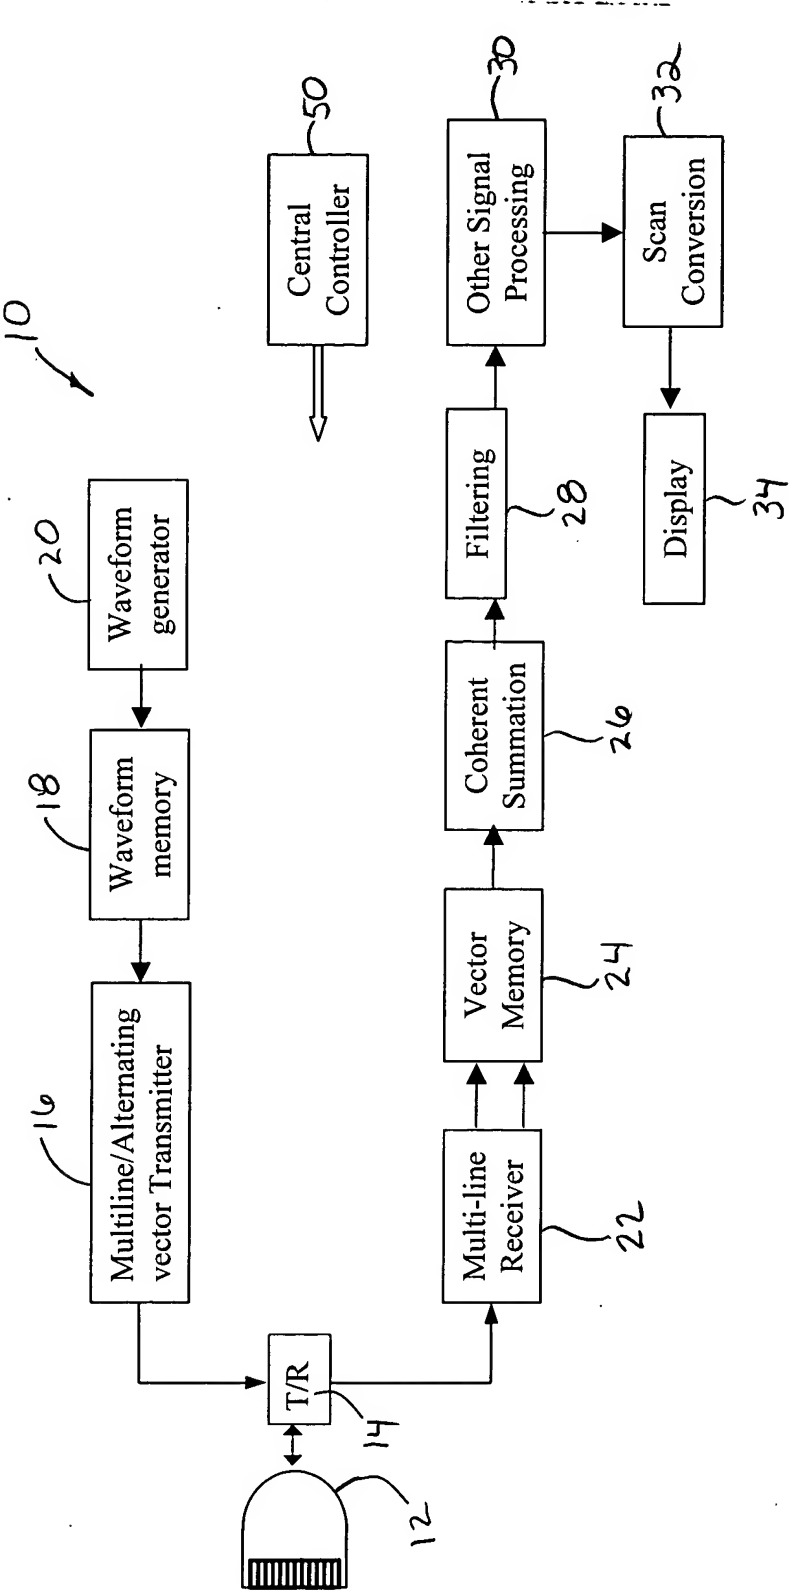 10
20
Waveform
generator
18
Waveform
memory
16
Multiline/Alternating
vector Transmitter
50
Central
Controller
T/R
14
12
Multi-line
Receiver
22
Vector
Memory
24
Coherent
Summation
26
Filtering
28
30
Other Signal
Processing
32
Scan
Conversion
Display
34